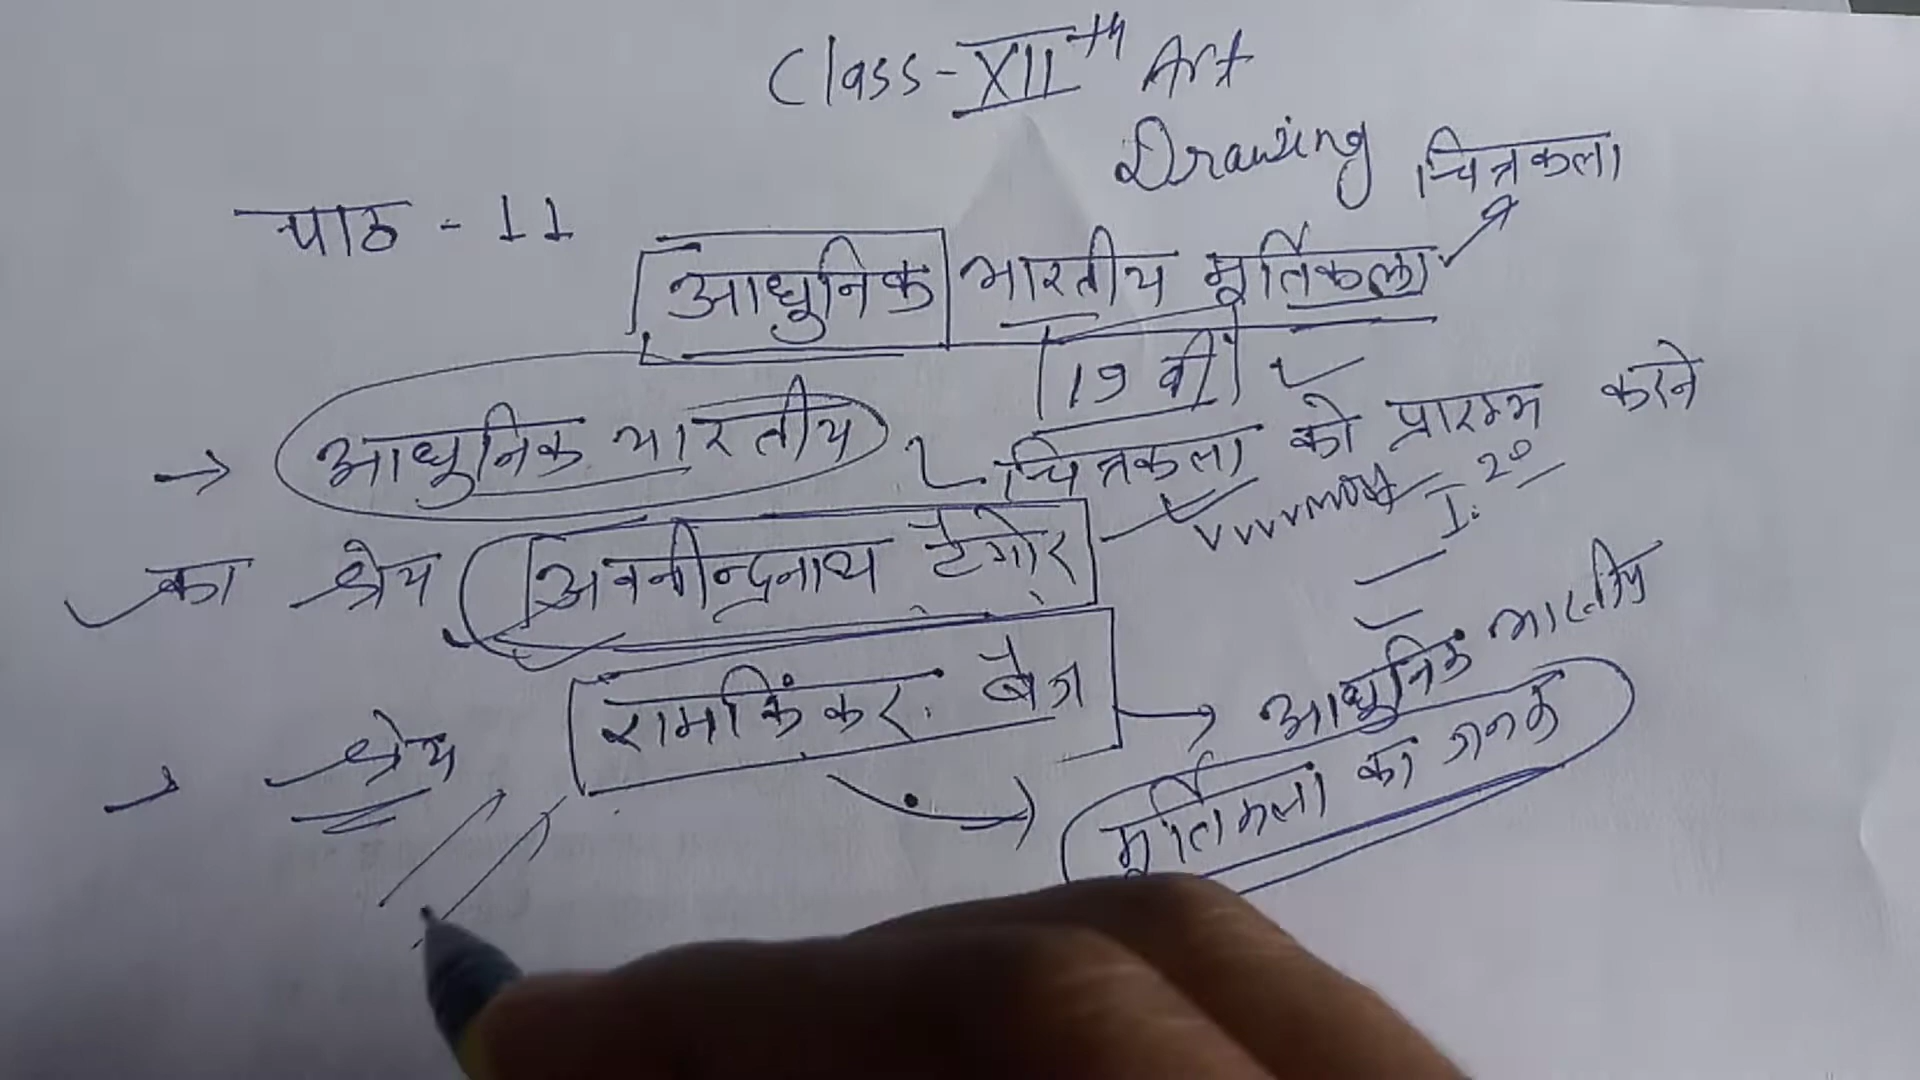 Class-XIIth Art
Drawing चित्रकला
पाठ - 11
आधुनिक भारतीय मूर्तिकला
19 वीं
→ आधुनिक भारतीय चित्रकला को प्रारम्भ करने
का श्रेय अवनीन्द्रनाथ टैगोर
श्रेय रामकिंकर बैज → आधुनिक भारतीय
मूर्तिकला का जनक